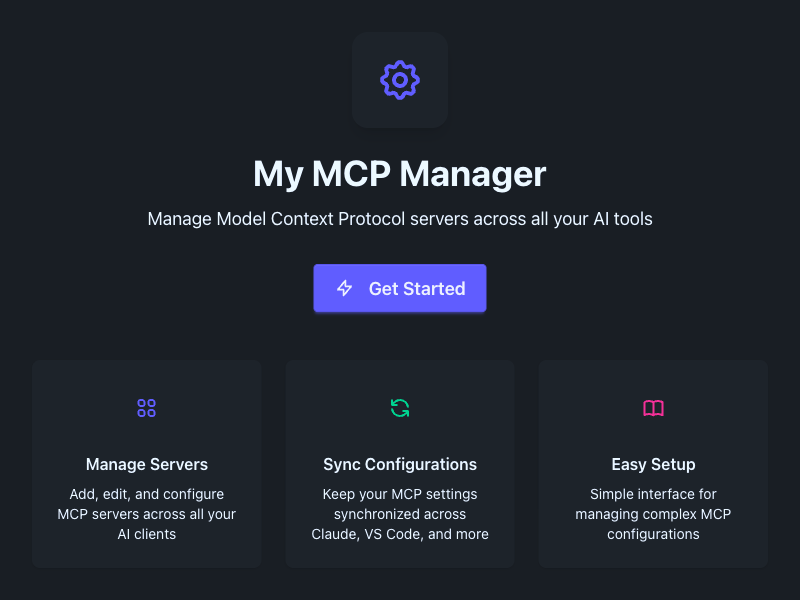 My MCP Manager
Manage Model Context Protocol servers across all your AI tools
Get Started
Manage Servers
Add, edit, and configure
MCP servers across all your
AI clients
Sync Configurations
Keep your MCP settings
synchronized across
Claude, VS Code, and more
Easy Setup
Simple interface for
managing complex MCP
configurations